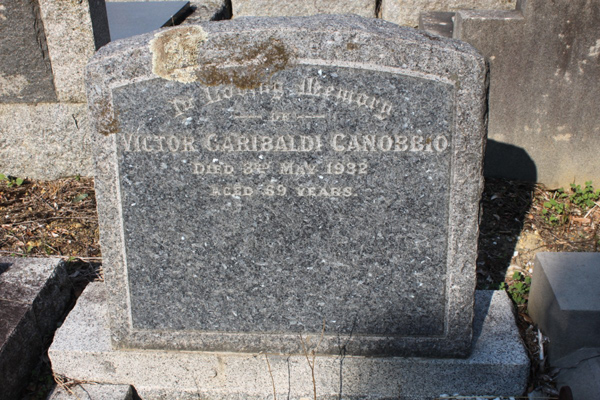 In Loving Memory
OF
VICTOR GARIBALDI CANOBBIO
DIED 8TH MAY 1932
AGED 69 YEARS